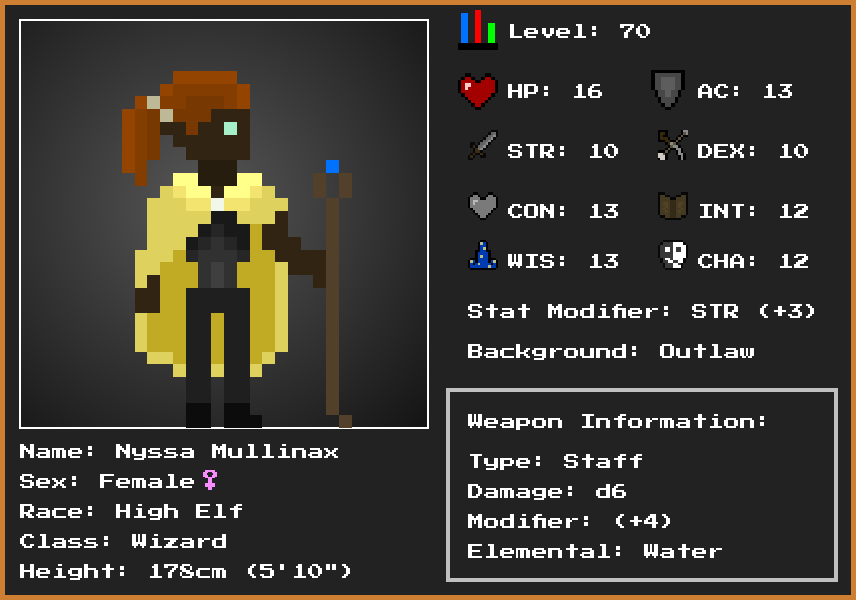 Level: 70
HP: 16 AC: 13
STR: 10 DEX: 10
CON: 13 INT: 12
WIS: 13 CHA: 12
Stat Modifier: STR (+3)
Background: Outlaw
Weapon Information:
Type: Staff
Damage: d6
Modifier: (+4)
Elemental: Water
Name: Nyssa Mullinax
Sex: Female♀
Race: High Elf
Class: Wizard
Height: 178cm (5'10")